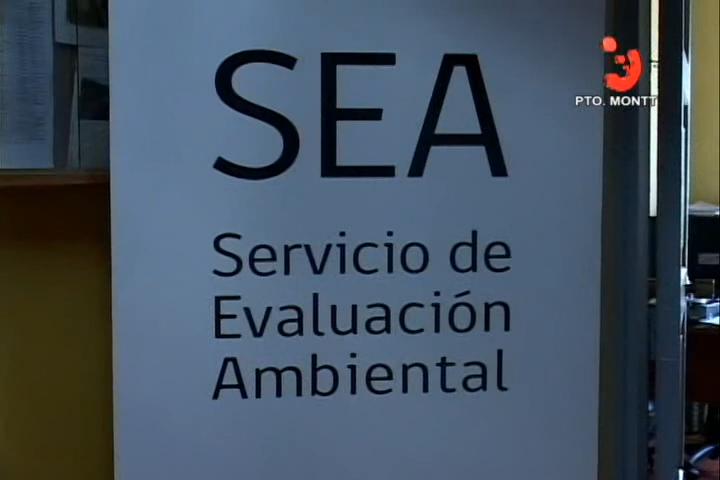 SEA
PTO. MONTT
Servicio de
Evaluación
Ambiental